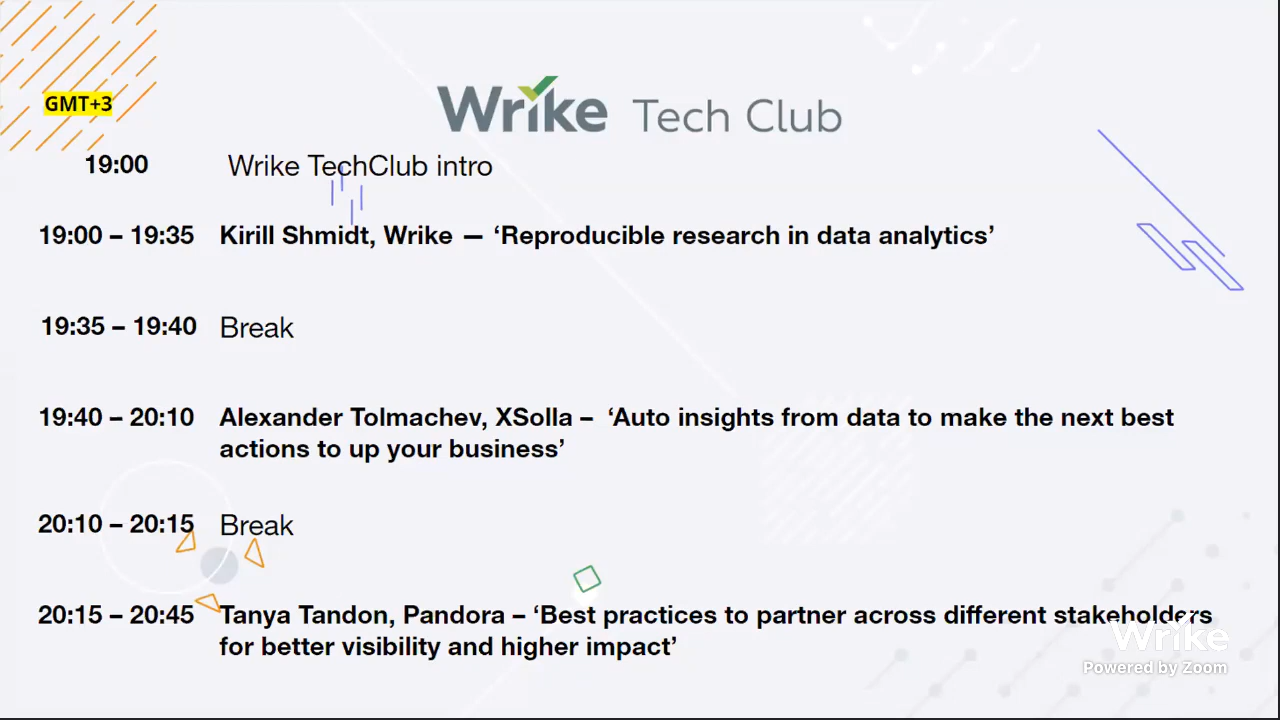 Wrike Tech Club
GMT+3
19:00 Wrike TechClub intro
19:00 – 19:35 Kirill Shmidt, Wrike — ‘Reproducible research in data analytics’
19:35 – 19:40 Break
19:40 – 20:10 Alexander Tolmachev, XSolla – ‘Auto insights from data to make the next best
actions to up your business’
20:10 – 20:15 Break
20:15 – 20:45 Tanya Tandon, Pandora – ‘Best practices to partner across different stakeholders
for better visibility and higher impact’
Wrike
Powered by Zoom